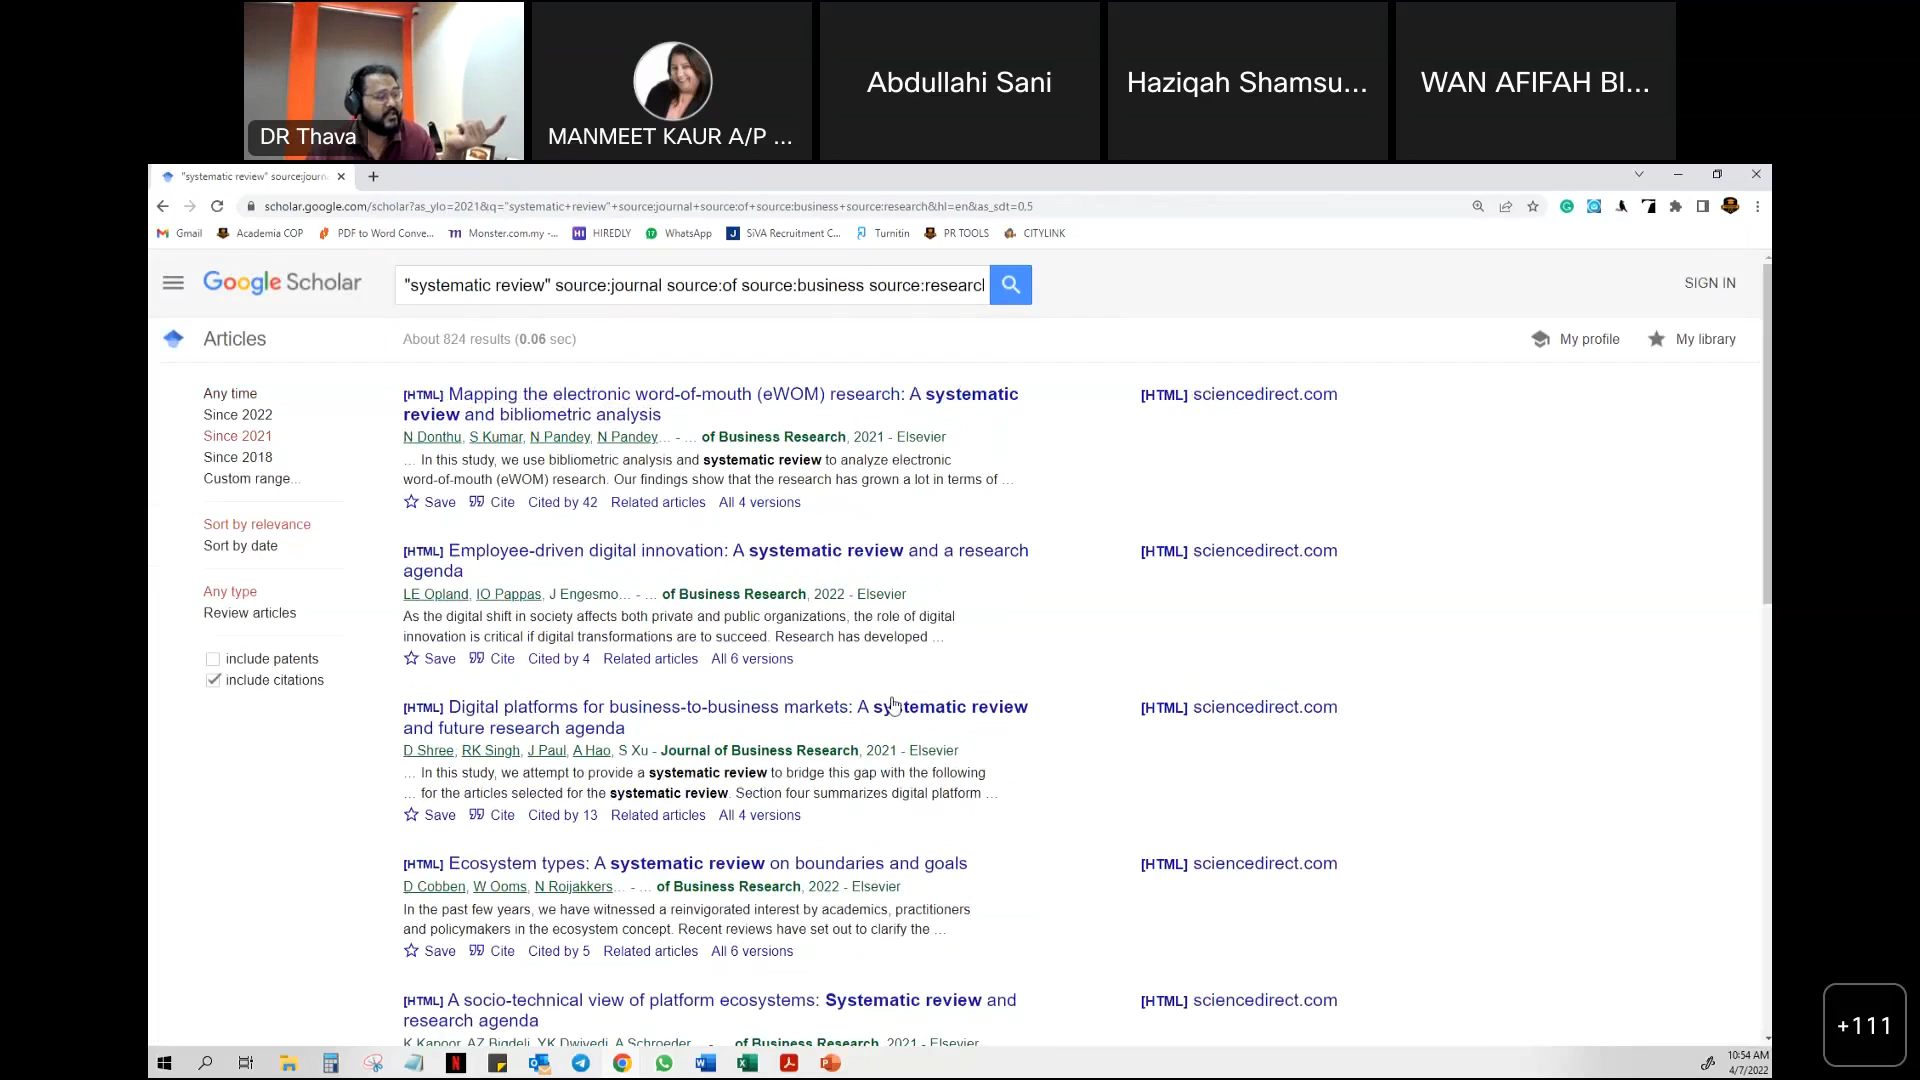 DR Thava
MANMEET KAUR A/P ...
Abdullahi Sani
Haziqah Shamsu...
WAN AFIFAH BI...
"systematic review" source:journ
scholar.google.com/scholar?as_ylo=2021&q="systematic+review"+source:journal+source:of+source:business+source:research&hl=en&as_sdt=0,5
Gmail Academia COP PDF to Word Conve... Monster.com.my -... HIREDLY WhatsApp SiVA Recruitment C... Turnitin PR TOOLS CITYLINK
Google Scholar
"systematic review" source:journal source:of source:business source:research
SIGN IN
Articles
About 824 results (0.06 sec)
My profile My library
Any time
Since 2022
Since 2021
Since 2018
Custom range...
Sort by relevance
Sort by date
Any type
Review articles
include patents
include citations
[HTML] Mapping the electronic word-of-mouth (eWOM) research: A systematic
review and bibliometric analysis
N Donthu, S Kumar, N Pandey, N Pandey... - ... of Business Research, 2021 - Elsevier
... In this study, we use bibliometric analysis and systematic review to analyze electronic
word-of-mouth (eWOM) research. Our findings show that the research has grown a lot in terms of ...
Save Cite Cited by 42 Related articles All 4 versions
[HTML] sciencedirect.com
[HTML] Employee-driven digital innovation: A systematic review and a research
agenda
LE Opland, IO Pappas, J Engesmo... - ... of Business Research, 2022 - Elsevier
As the digital shift in society affects both private and public organizations, the role of digital
innovation is critical if digital transformations are to succeed. Research has developed ...
Save Cite Cited by 4 Related articles All 6 versions
[HTML] sciencedirect.com
[HTML] Digital platforms for business-to-business markets: A systematic review
and future research agenda
D Shree, RK Singh, J Paul, A Hao, S Xu - Journal of Business Research, 2021 - Elsevier
... In this study, we attempt to provide a systematic review to bridge this gap with the following
... for the articles selected for the systematic review. Section four summarizes digital platform ...
Save Cite Cited by 13 Related articles All 4 versions
[HTML] sciencedirect.com
[HTML] Ecosystem types: A systematic review on boundaries and goals
D Cobben, W Ooms, N Roijakkers... - ... of Business Research, 2022 - Elsevier
In the past few years, we have witnessed a reinvigorated interest by academics, practitioners
and policymakers in the ecosystem concept. Recent reviews have set out to clarify the ...
Save Cite Cited by 5 Related articles All 6 versions
[HTML] sciencedirect.com
[HTML] A socio-technical view of platform ecosystems: Systematic review and
research agenda
K Kapoor, AZ Bigdeli, YK Dwivedi, A Schroeder... - ... of Business Research, 2021 - Elsevier
[HTML] sciencedirect.com
+111
10:54 AM
4/7/2022